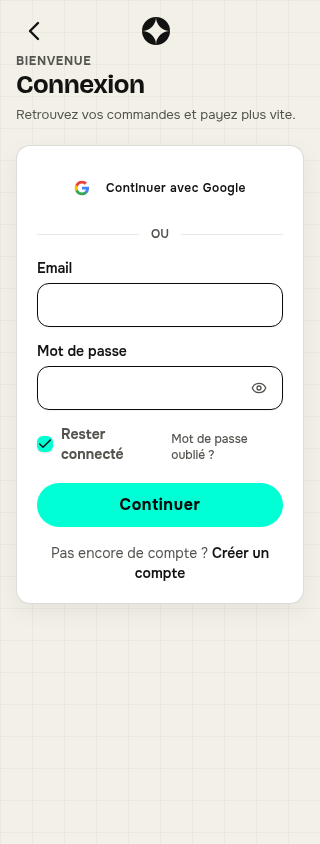 BIENVENUE
Connexion
Retrouvez vos commandes et payez plus vite.
Continuer avec Google
OU
Email
Mot de passe
Rester
connecté
Mot de passe
oublié ?
Continuer
Pas encore de compte ? Créer un
compte